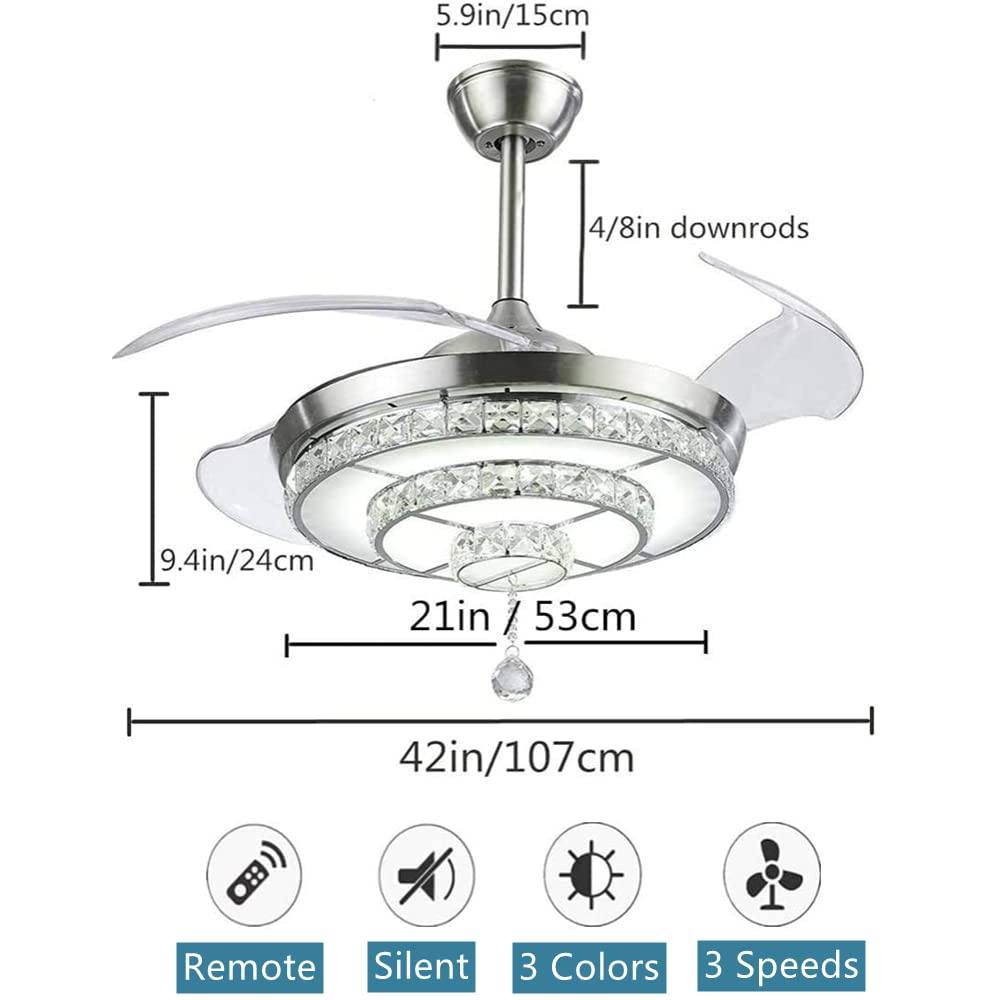 5.9in/15cm
4/8in downrods
9.4in/24cm
21in / 53cm
42in/107cm
Remote
Silent
3 Colors
3 Speeds